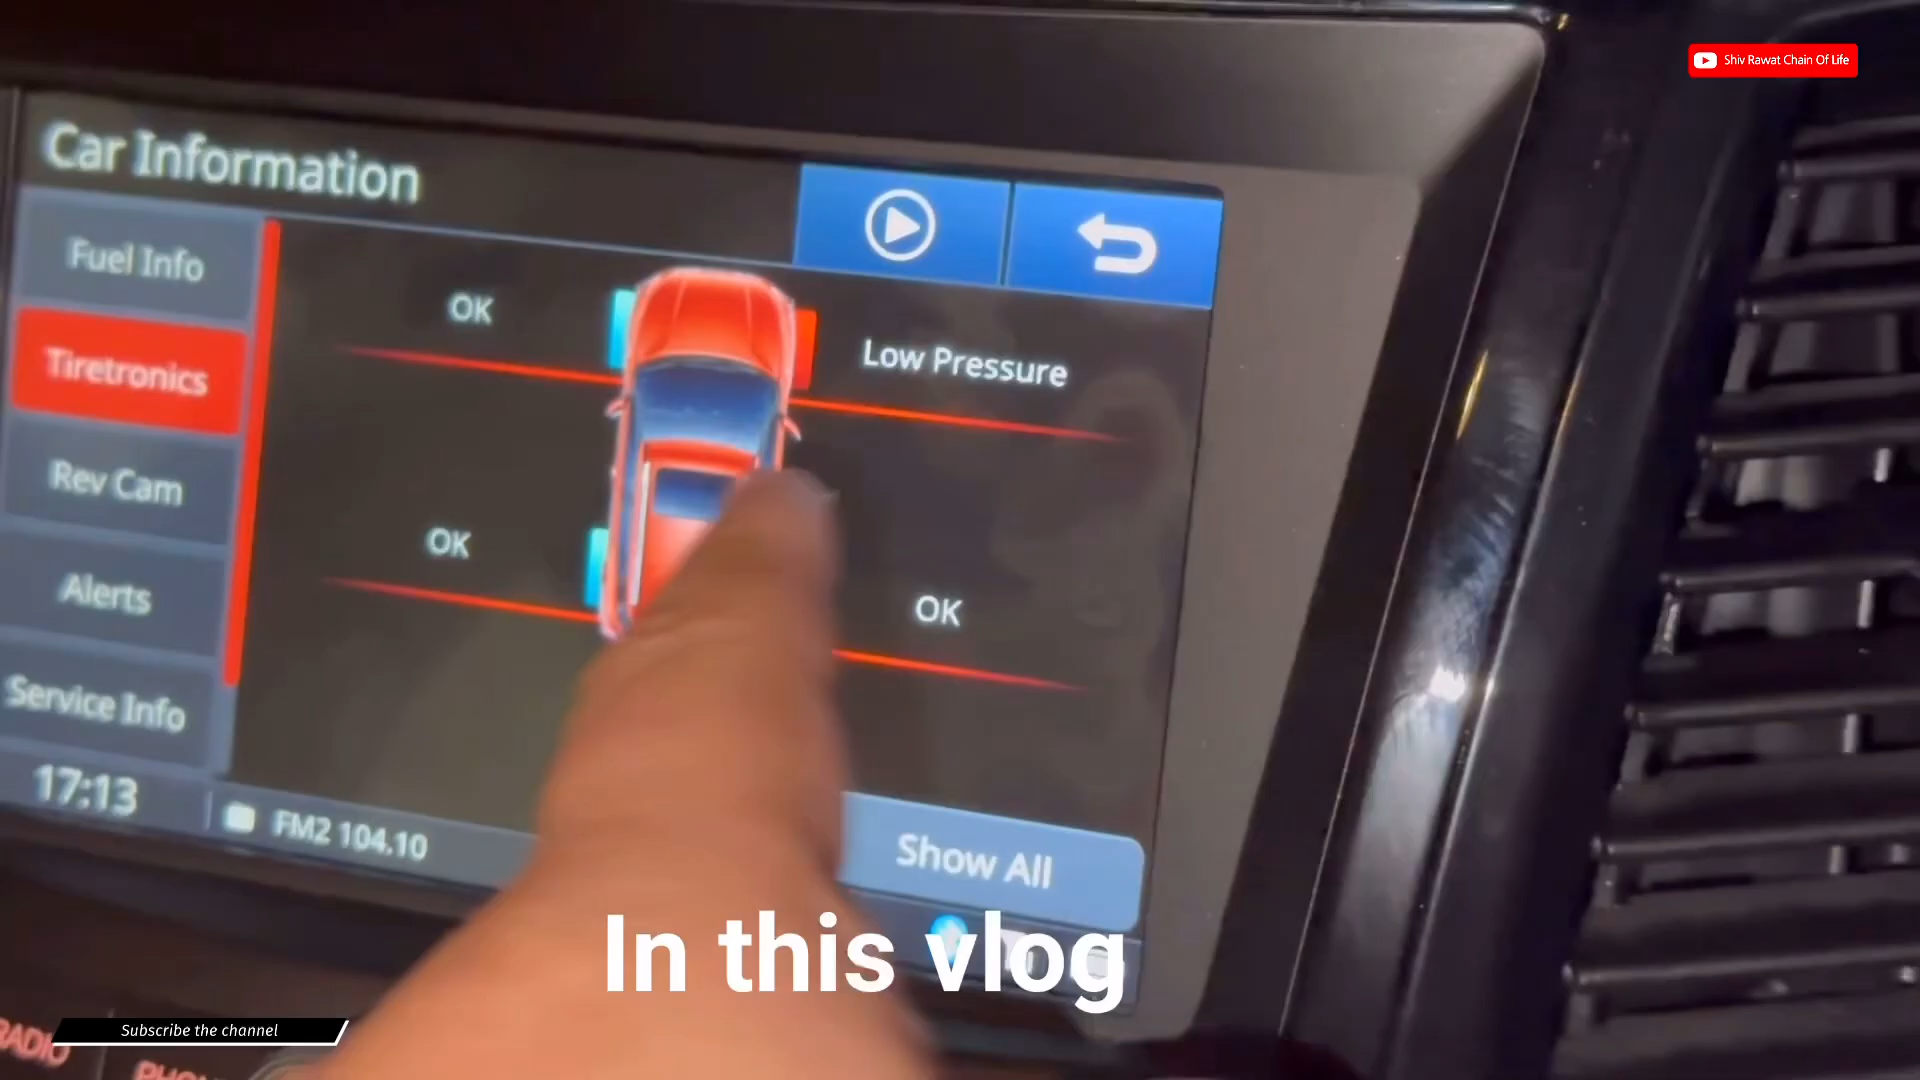 Shiv Rawat Chain Of Life
Car Information
Fuel Info
Tiretronics
Rev Cam
Alerts
Service Info
OK
Low Pressure
OK
OK
17:13
FM2 104.10
Show All
In this vlog
Subscribe the channel
RADIO